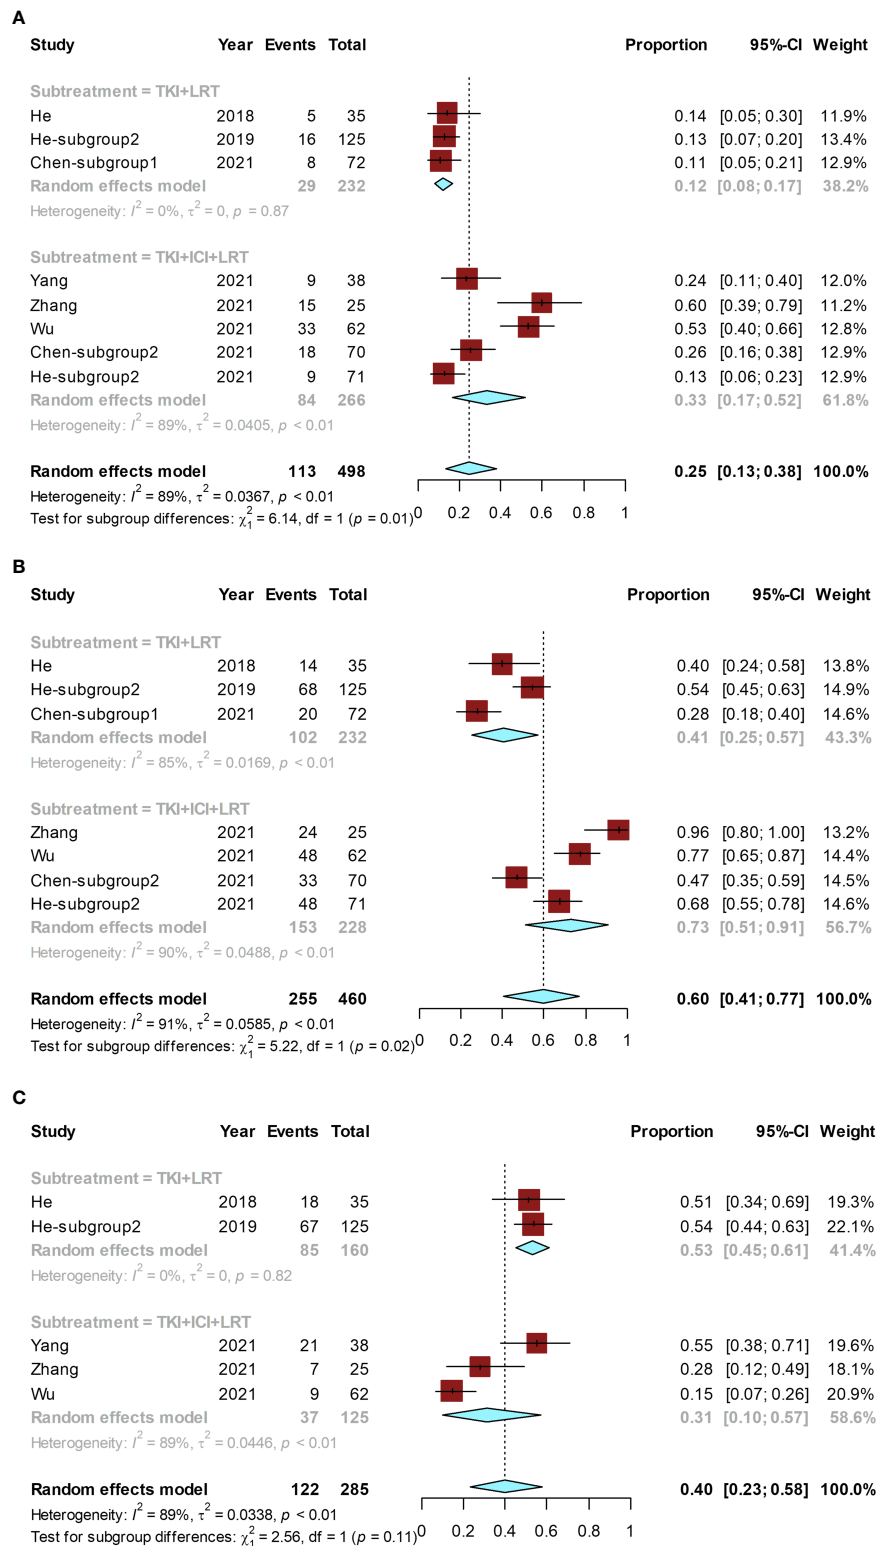 A
Study Year Events Total Proportion 95%-CI Weight
Subtreatment = TKI+LRT
He 2018 5 35 0.14 [0.05; 0.30] 11.9%
He-subgroup2 2019 16 125 0.13 [0.07; 0.20] 13.4%
Chen-subgroup1 2021 8 72 0.11 [0.05; 0.21] 12.9%
Random effects model 29 232 0.12 [0.08; 0.17] 38.2%
Heterogeneity: I² = 0%, τ² = 0, p = 0.87
Subtreatment = TKI+ICI+LRT
Yang 2021 9 38 0.24 [0.11; 0.40] 12.0%
Zhang 2021 15 25 0.60 [0.39; 0.79] 11.2%
Wu 2021 33 62 0.53 [0.40; 0.66] 12.8%
Chen-subgroup2 2021 18 70 0.26 [0.16; 0.38] 12.9%
He-subgroup2 2021 9 71 0.13 [0.06; 0.23] 12.9%
Random effects model 84 266 0.33 [0.17; 0.52] 61.8%
Heterogeneity: I² = 89%, τ² = 0.0405, p < 0.01
Random effects model 113 498 0.25 [0.13; 0.38] 100.0%
Heterogeneity: I² = 89%, τ² = 0.0367, p < 0.01
Test for subgroup differences: χ₁² = 6.14, df = 1 (p = 0.01)
0 0.2 0.4 0.6 0.8 1
B
Study Year Events Total Proportion 95%-CI Weight
Subtreatment = TKI+LRT
He 2018 14 35 0.40 [0.24; 0.58] 13.8%
He-subgroup2 2019 68 125 0.54 [0.45; 0.63] 14.9%
Chen-subgroup1 2021 20 72 0.28 [0.18; 0.40] 14.6%
Random effects model 102 232 0.41 [0.25; 0.57] 43.3%
Heterogeneity: I² = 85%, τ² = 0.0169, p < 0.01
Subtreatment = TKI+ICI+LRT
Zhang 2021 24 25 0.96 [0.80; 1.00] 13.2%
Wu 2021 48 62 0.77 [0.65; 0.87] 14.4%
Chen-subgroup2 2021 33 70 0.47 [0.35; 0.59] 14.5%
He-subgroup2 2021 48 71 0.68 [0.55; 0.78] 14.6%
Random effects model 153 228 0.73 [0.51; 0.91] 56.7%
Heterogeneity: I² = 90%, τ² = 0.0488, p < 0.01
Random effects model 255 460 0.60 [0.41; 0.77] 100.0%
Heterogeneity: I² = 91%, τ² = 0.0585, p < 0.01
Test for subgroup differences: χ₁² = 5.22, df = 1 (p = 0.02)
0 0.2 0.4 0.6 0.8 1
C
Study Year Events Total Proportion 95%-CI Weight
Subtreatment = TKI+LRT
He 2018 18 35 0.51 [0.34; 0.69] 19.3%
He-subgroup2 2019 67 125 0.54 [0.44; 0.63] 22.1%
Random effects model 85 160 0.53 [0.45; 0.61] 41.4%
Heterogeneity: I² = 0%, τ² = 0, p = 0.82
Subtreatment = TKI+ICI+LRT
Yang 2021 21 38 0.55 [0.38; 0.71] 19.6%
Zhang 2021 7 25 0.28 [0.12; 0.49] 18.1%
Wu 2021 9 62 0.15 [0.07; 0.26] 20.9%
Random effects model 37 125 0.31 [0.10; 0.57] 58.6%
Heterogeneity: I² = 89%, τ² = 0.0446, p < 0.01
Random effects model 122 285 0.40 [0.23; 0.58] 100.0%
Heterogeneity: I² = 89%, τ² = 0.0338, p < 0.01
Test for subgroup differences: χ₁² = 2.56, df = 1 (p = 0.11)
0 0.2 0.4 0.6 0.8 1